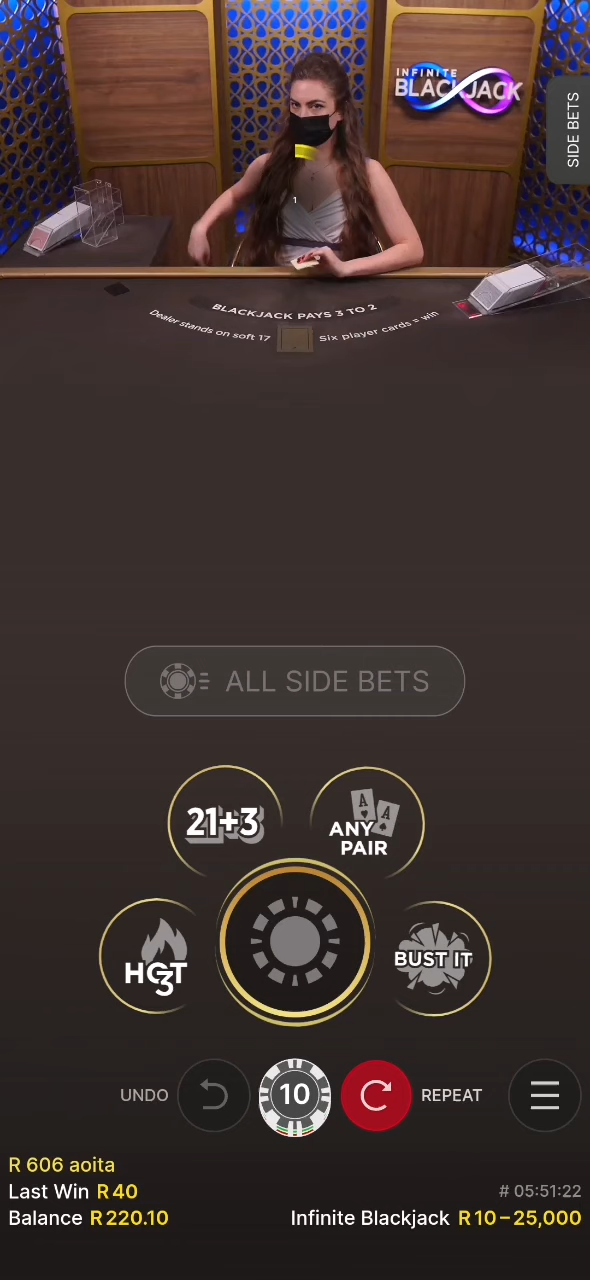 INFINITE
BLACKJACK
SIDE BETS
1
BLACKJACK PAYS 3 TO 2
Dealer stands on soft 17
Six player cards = win
ALL SIDE BETS
21+3
A A
ANY
PAIR
HOT
3
BUST IT
UNDO
10
REPEAT
R 606 aoita
Last Win R 40
# 05:51:22
Balance R 220.10
Infinite Blackjack R 10 – 25,000